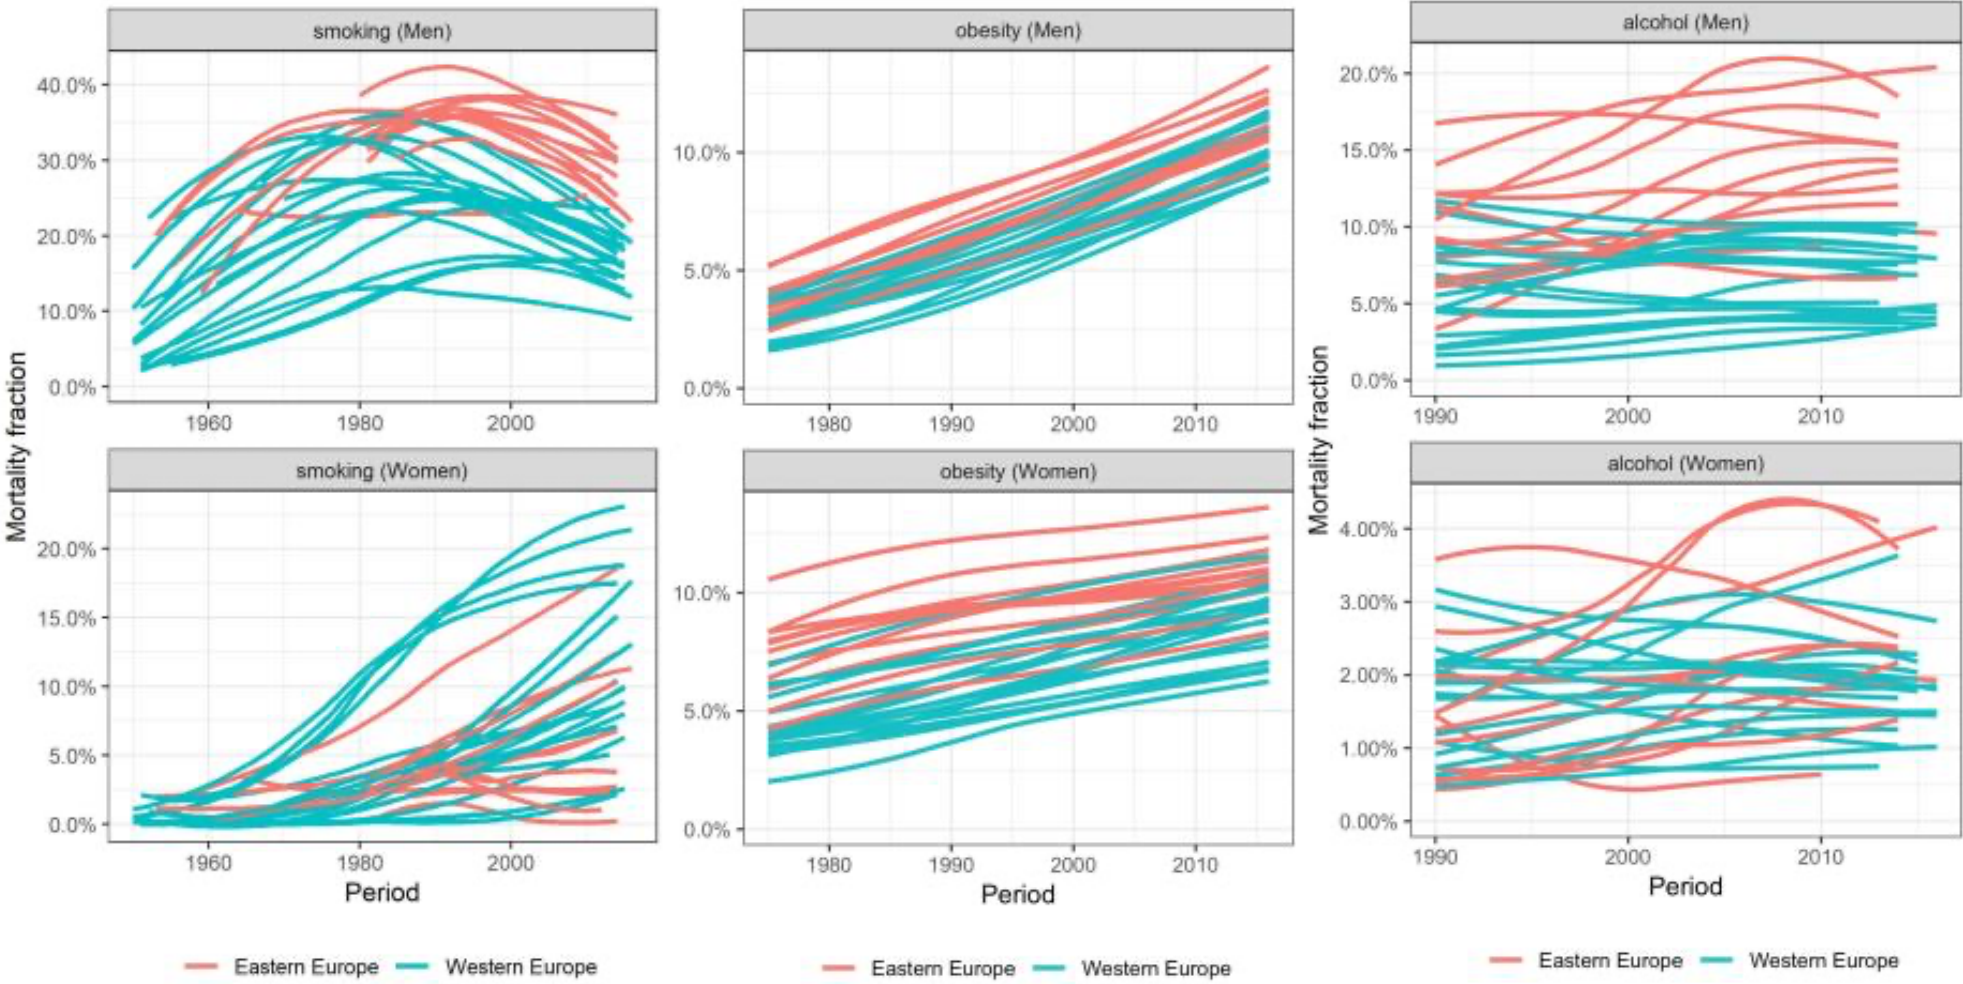 smoking (Men)
40.0%
30.0%
20.0%
10.0%
0.0%
1960 1980 2000
obesity (Men)
10.0%
5.0%
0.0%
1980 1990 2000 2010
alcohol (Men)
20.0%
15.0%
10.0%
5.0%
0.0%
1990 2000 2010
Mortality fraction
Mortality fraction
smoking (Women)
20.0%
15.0%
10.0%
5.0%
0.0%
1960 1980 2000
Period
obesity (Women)
10.0%
5.0%
0.0%
1980 1990 2000 2010
Period
alcohol (Women)
4.00%
3.00%
2.00%
1.00%
0.00%
1990 2000 2010
Period
Eastern Europe Western Europe
Eastern Europe Western Europe
Eastern Europe Western Europe